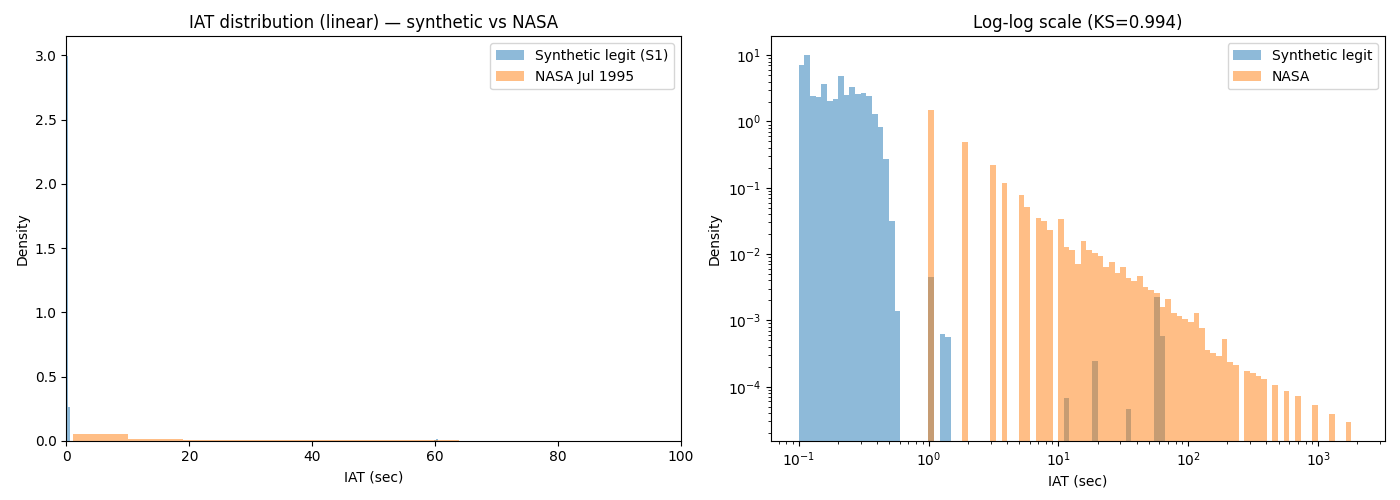 IAT distribution (linear) — synthetic vs NASA
3.0
2.5
2.0
1.5
1.0
0.5
0.0
Density
0
20
40
60
80
100
IAT (sec)
Synthetic legit (S1)
NASA Jul 1995
Log-log scale (KS=0.994)
10¹
10⁰
10⁻¹
10⁻²
10⁻³
10⁻⁴
Density
10⁻¹
10⁰
10¹
10²
10³
IAT (sec)
Synthetic legit
NASA